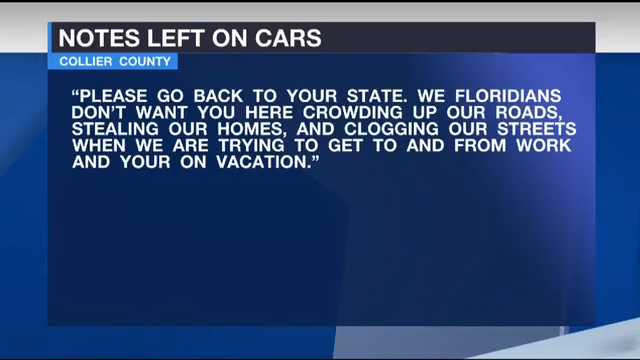 NOTES LEFT ON CARS
COLLIER COUNTY
“PLEASE GO BACK TO YOUR STATE. WE FLORIDIANS
DON’T WANT YOU HERE CROWDING UP OUR ROADS,
STEALING OUR HOMES, AND CLOGGING OUR STREETS
WHEN WE ARE TRYING TO GET TO AND FROM WORK
AND YOUR ON VACATION.”